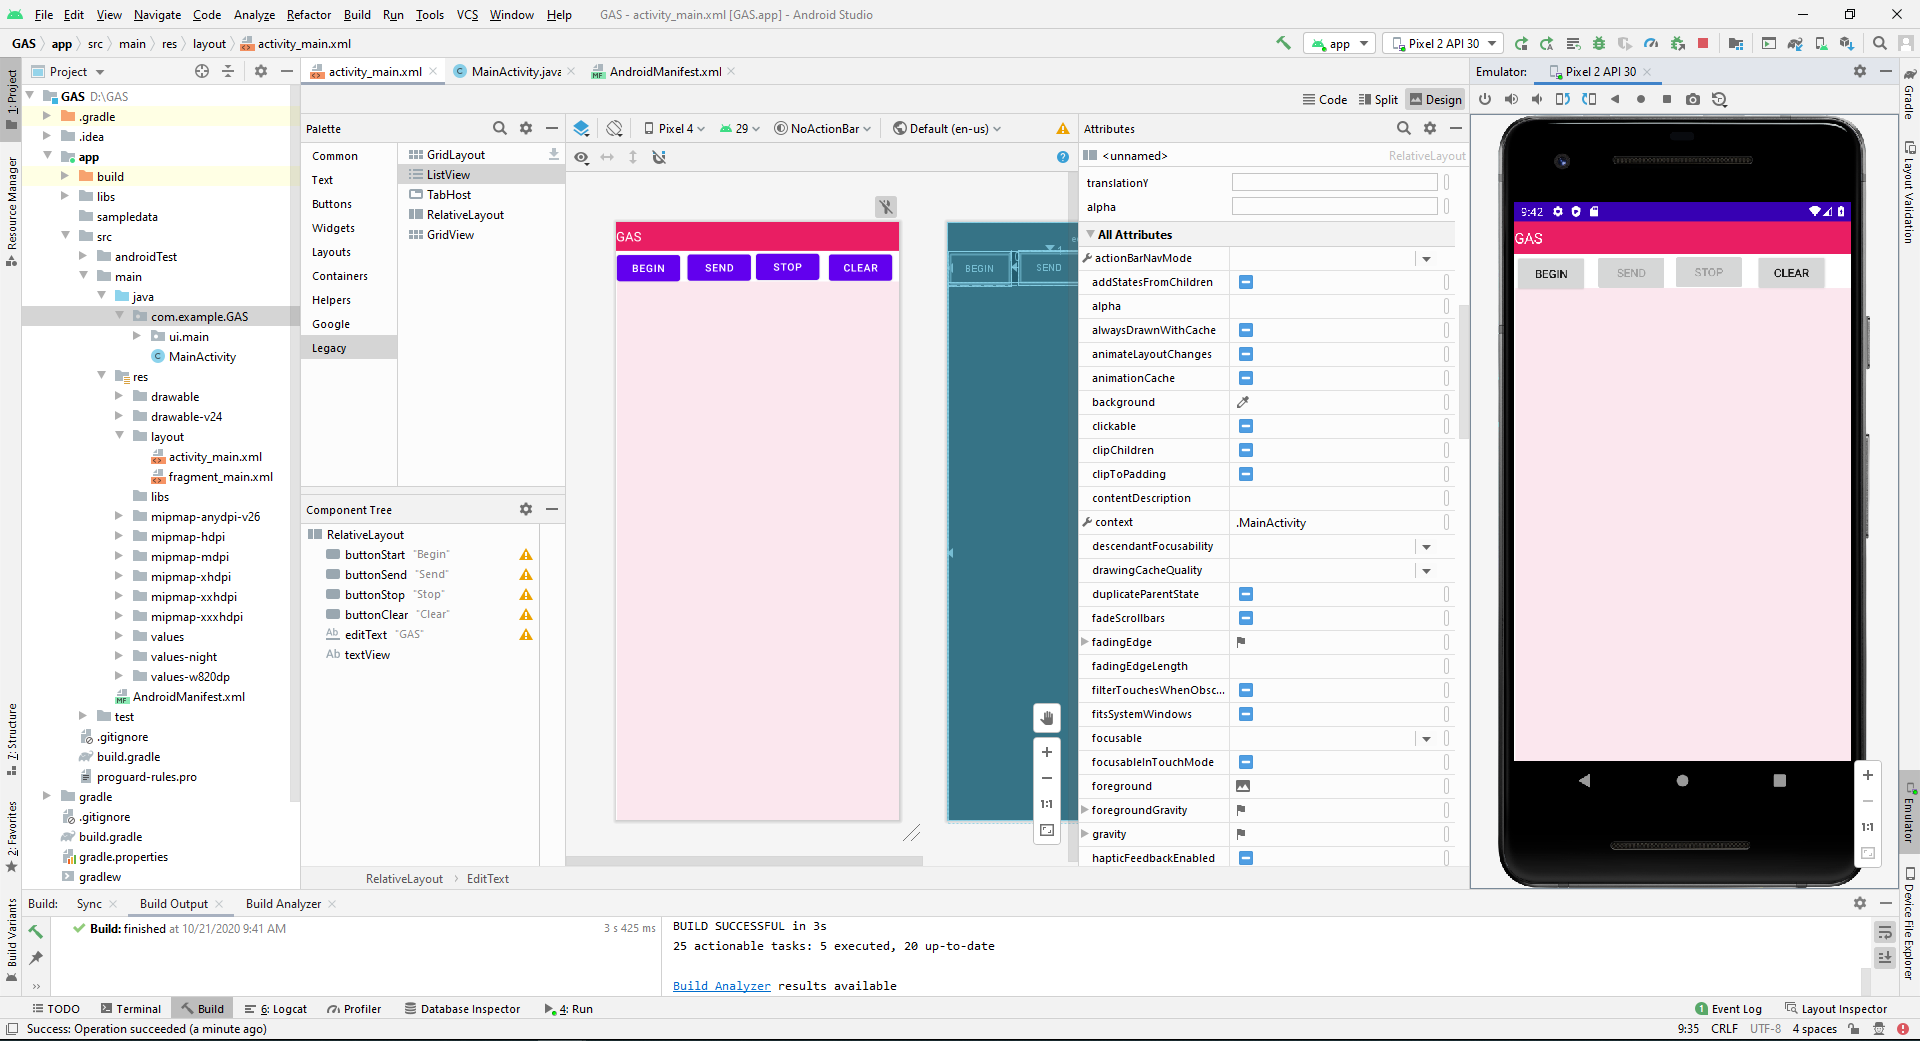 File Edit View Navigate Code Analyze Refactor Build Run Tools VCS Window Help GAS - activity_main.xml [GAS.app] - Android Studio
GAS app src main res layout activity_main.xml
app Pixel 2 API 30
1: Project
Resource Manager
7: Structure
2: Favorites
Build Variants
Project
GAS D:\GAS
.gradle
.idea
app
build
libs
sampledata
src
androidTest
main
java
com.example.GAS
ui.main
MainActivity
res
drawable
drawable-v24
layout
activity_main.xml
fragment_main.xml
libs
mipmap-anydpi-v26
mipmap-hdpi
mipmap-mdpi
mipmap-xhdpi
mipmap-xxhdpi
mipmap-xxxhdpi
values
values-night
values-w820dp
AndroidManifest.xml
test
.gitignore
build.gradle
proguard-rules.pro
gradle
.gitignore
build.gradle
gradle.properties
gradlew
activity_main.xml MainActivity.java AndroidManifest.xml
Code Split Design
Palette
Common
Text
Buttons
Widgets
Layouts
Containers
Helpers
Google
Legacy
GridLayout
ListView
TabHost
RelativeLayout
GridView
Component Tree
RelativeLayout
buttonStart "Begin"
buttonSend "Send"
buttonStop "Stop"
buttonClear "Clear"
Ab editText "GAS"
Ab textView
Pixel 4 29 NoActionBar Default (en-us)
GAS
BEGIN SEND STOP CLEAR
BEGIN SEND
1:1
RelativeLayout EditText
Attributes
<unnamed> RelativeLayout
translationY
alpha
All Attributes
actionBarNavMode
addStatesFromChildren
alpha
alwaysDrawnWithCache
animateLayoutChanges
animationCache
background
clickable
clipChildren
clipToPadding
contentDescription
context .MainActivity
descendantFocusability
drawingCacheQuality
duplicateParentState
fadeScrollbars
fadingEdge
fadingEdgeLength
filterTouchesWhenObsc...
fitsSystemWindows
focusable
focusableInTouchMode
foreground
foregroundGravity
gravity
hapticFeedbackEnabled
Emulator: Pixel 2 API 30
9:42
GAS
BEGIN SEND STOP CLEAR
1:1
Gradle
Layout Validation
Emulator
Device File Explorer
Build: Sync Build Output Build Analyzer
Build: finished at 10/21/2020 9:41 AM 3 s 425 ms
BUILD SUCCESSFUL in 3s
25 actionable tasks: 5 executed, 20 up-to-date
Build Analyzer results available
TODO Terminal Build 6: Logcat Profiler Database Inspector 4: Run 1 Event Log Layout Inspector
Success: Operation succeeded (a minute ago) 9:35 CRLF UTF-8 4 spaces